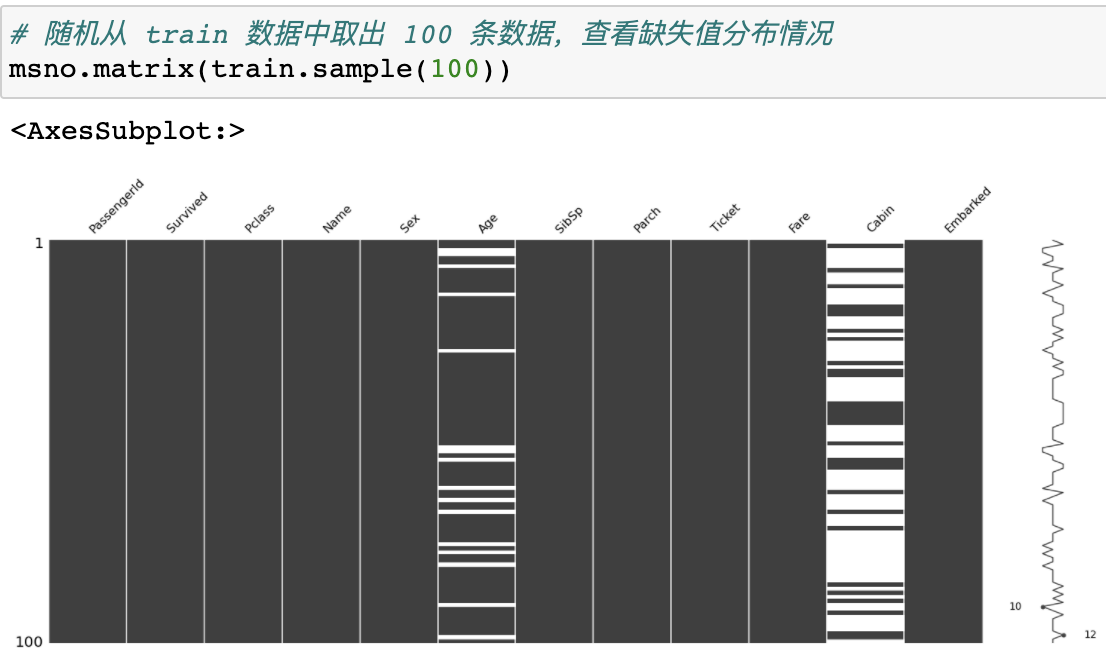 # 随机从 train 数据中取出 100 条数据，查看缺失值分布情况
msno.matrix(train.sample(100))
<AxesSubplot:>
PassengerId
Survived
Pclass
Name
Sex
Age
SibSp
Parch
Ticket
Fare
Cabin
Embarked
1
10
12
100